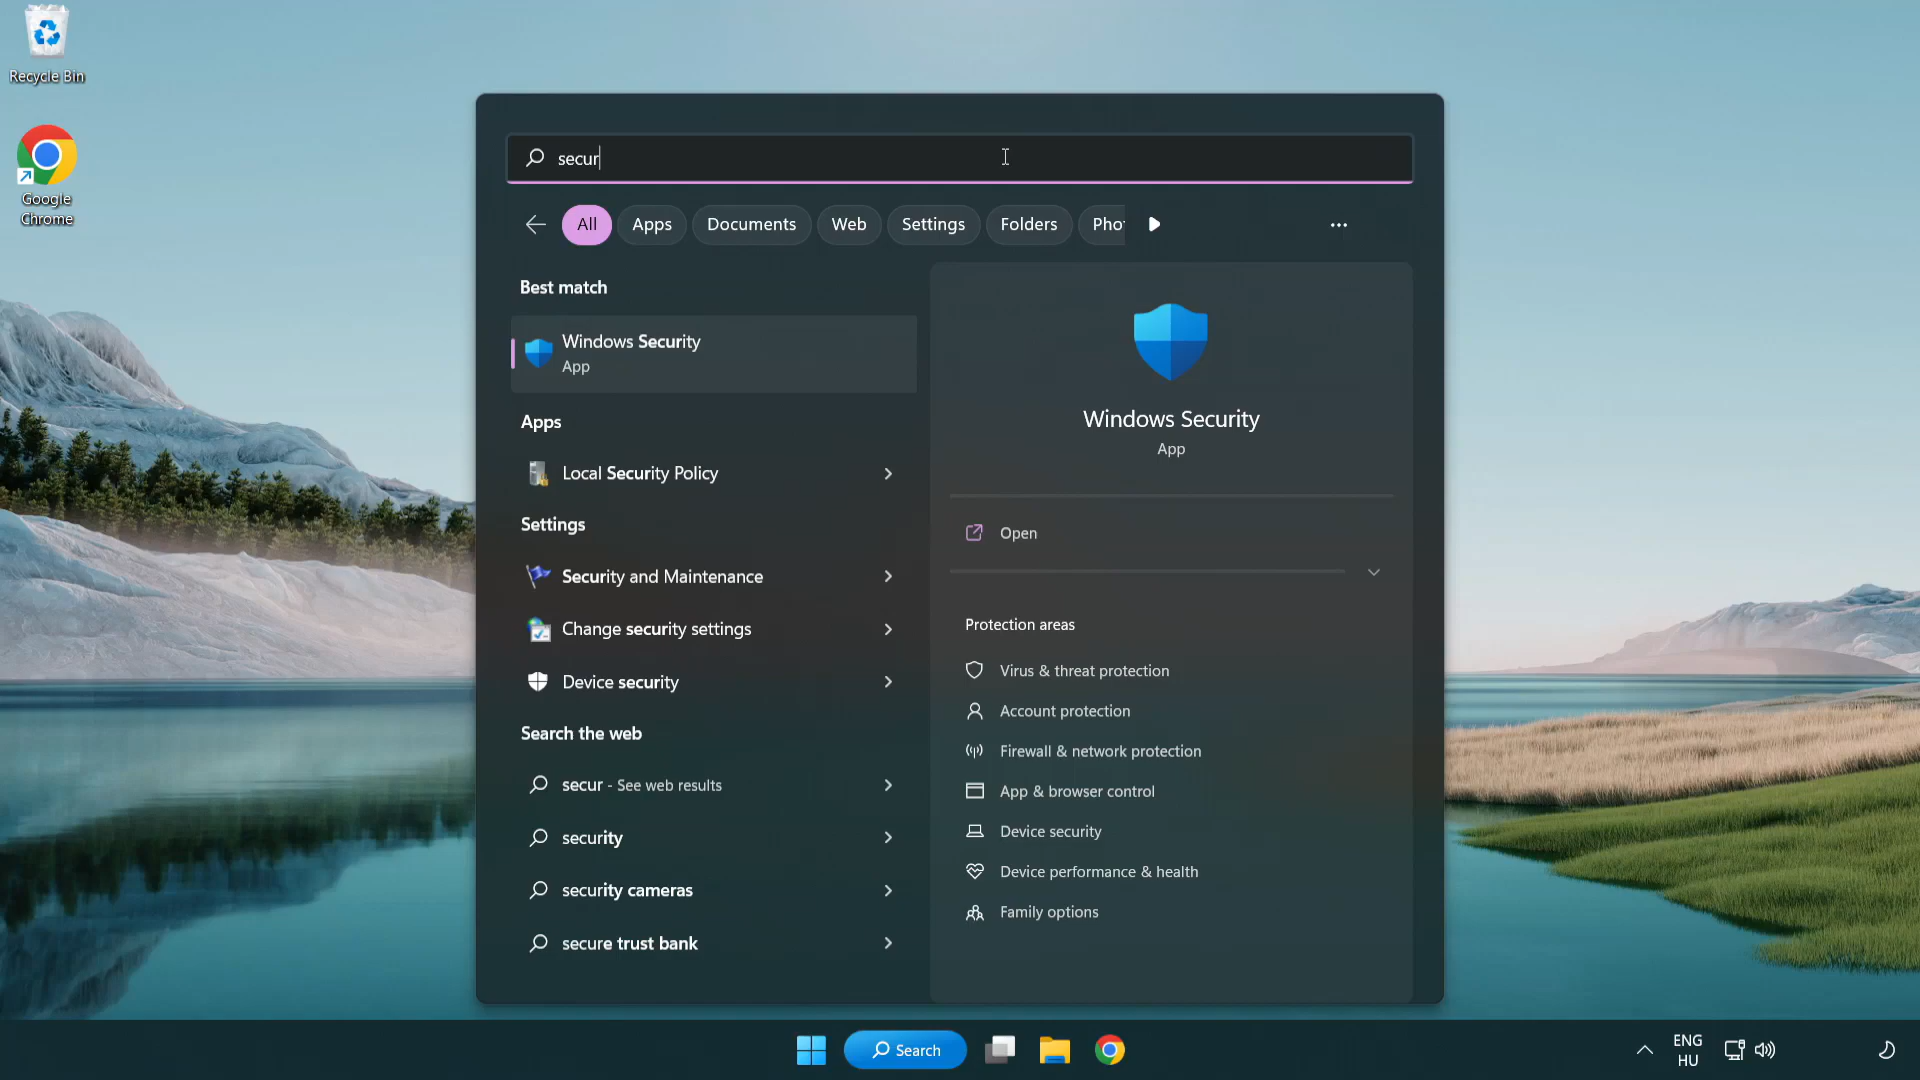 Recycle Bin
Google
Chrome
secur
All
Apps
Documents
Web
Settings
Folders
Pho
Best match
Windows Security
App
Apps
Local Security Policy
Settings
Security and Maintenance
Change security settings
Device security
Search the web
secur - See web results
security
security cameras
secure trust bank
Windows Security
App
Open
Protection areas
Virus & threat protection
Account protection
Firewall & network protection
App & browser control
Device security
Device performance & health
Family options
Search
ENG
HU